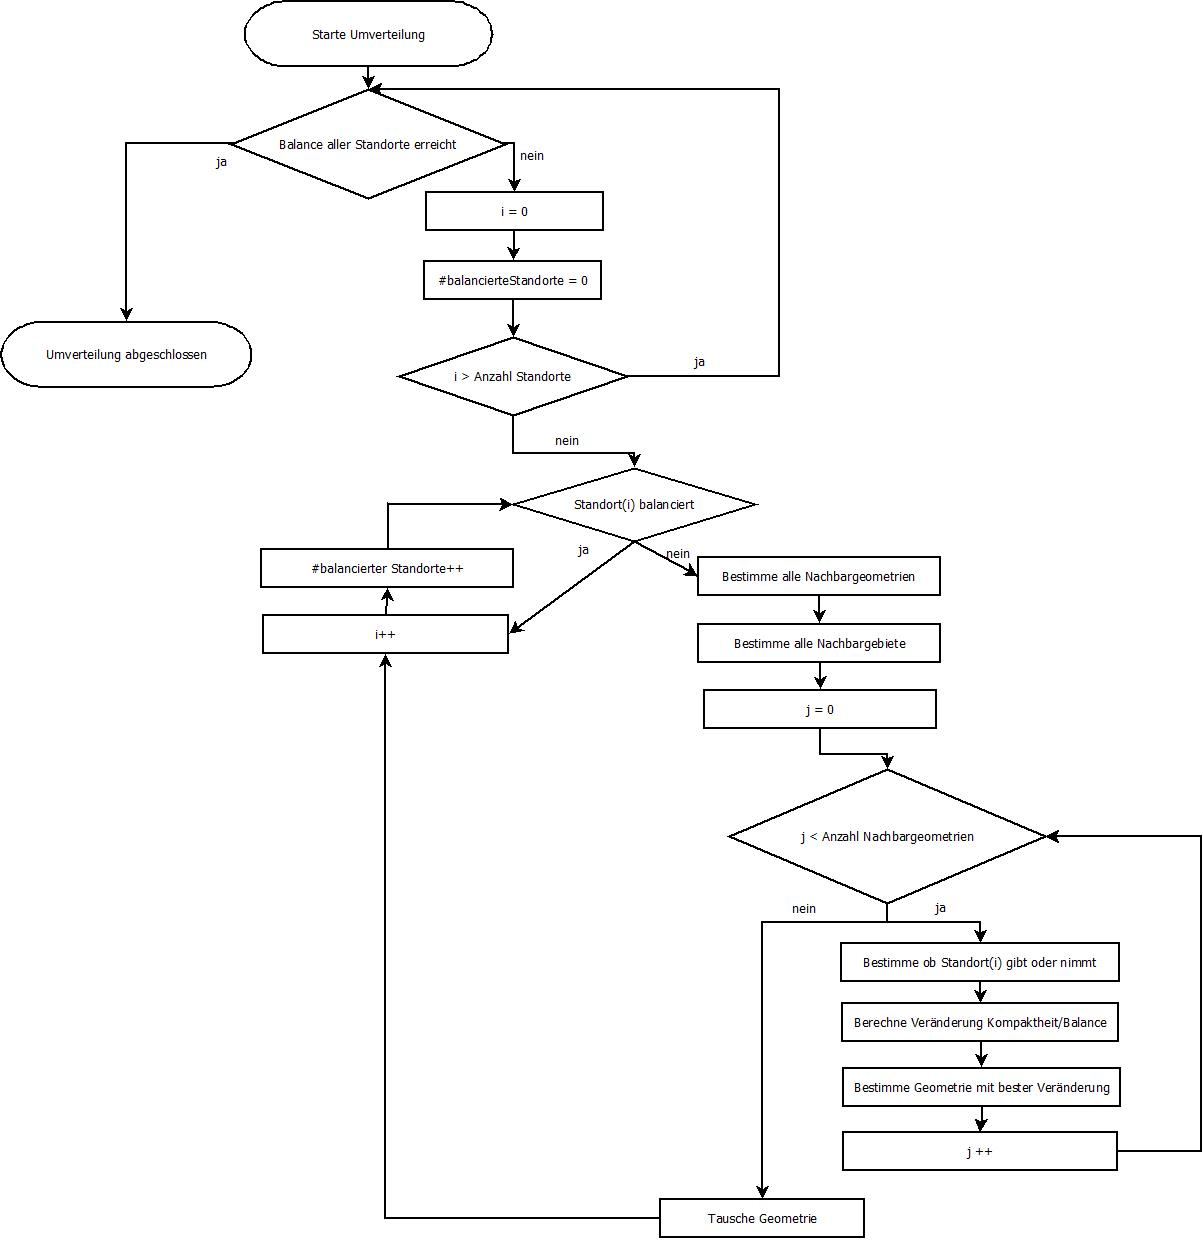 Starte Umverteilung
Balance aller Standorte erreicht
ja
nein
i = 0
#balancierteStandorte = 0
Umverteilung abgeschlossen
i > Anzahl Standorte
ja
nein
Standort(i) balanciert
ja
nein
#balancierter Standorte++
i++
Bestimme alle Nachbargeometrien
Bestimme alle Nachbargebiete
j = 0
j < Anzahl Nachbargeometrien
nein
ja
Bestimme ob Standort(i) gibt oder nimmt
Berechne Veränderung Kompaktheit/Balance
Bestimme Geometrie mit bester Veränderung
j ++
Tausche Geometrie